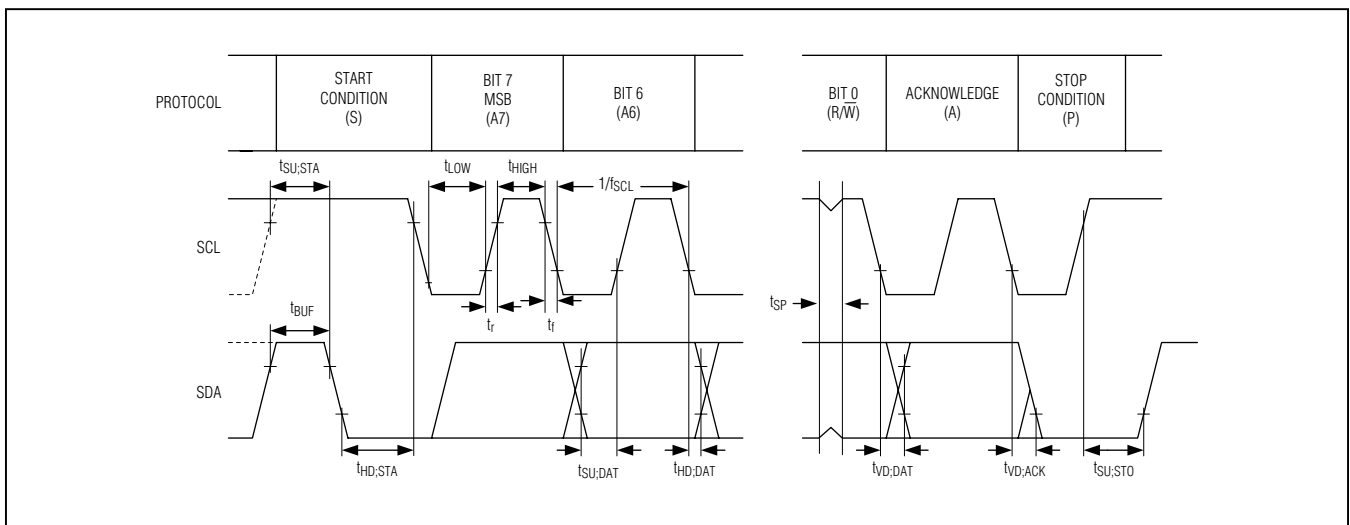 PROTOCOL
START
CONDITION
(S)
BIT 7
MSB
(A7)
BIT 6
(A6)
BIT 0
(R/W̅)
ACKNOWLEDGE
(A)
STOP
CONDITION
(P)
tSU;STA
tLOW
tHIGH
1/fSCL
SCL
tBUF
tr
tf
tSP
SDA
tHD;STA
tSU;DAT
tHD;DAT
tVD;DAT
tVD;ACK
tSU;STO